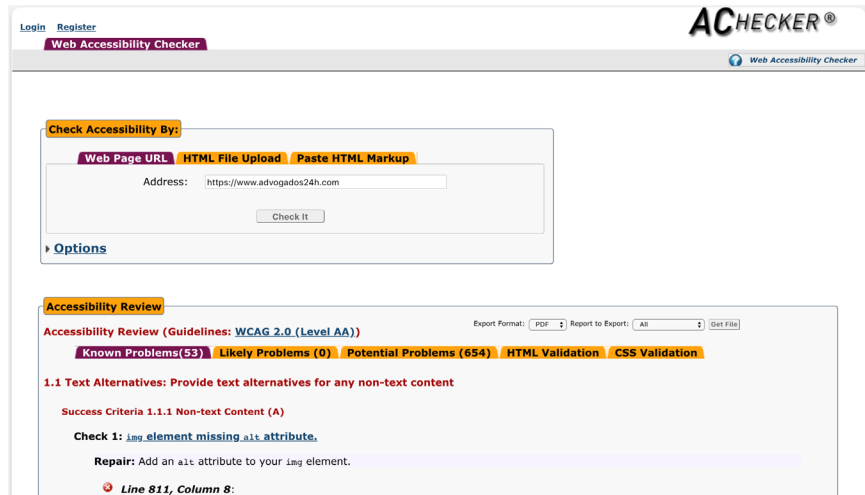 ACHECKER ®
Login Register
Web Accessibility Checker
Web Accessibility Checker
Check Accessibility By:
Web Page URL HTML File Upload Paste HTML Markup
Address: https://www.advogados24h.com
Check It
Options
Accessibility Review
Export Format: PDF Report to Export: All Get File
Accessibility Review (Guidelines: WCAG 2.0 (Level AA))
Known Problems(53) Likely Problems (0) Potential Problems (654) HTML Validation CSS Validation
1.1 Text Alternatives: Provide text alternatives for any non-text content
Success Criteria 1.1.1 Non-text Content (A)
Check 1: img element missing alt attribute.
Repair: Add an alt attribute to your img element.
Line 811, Column 8: